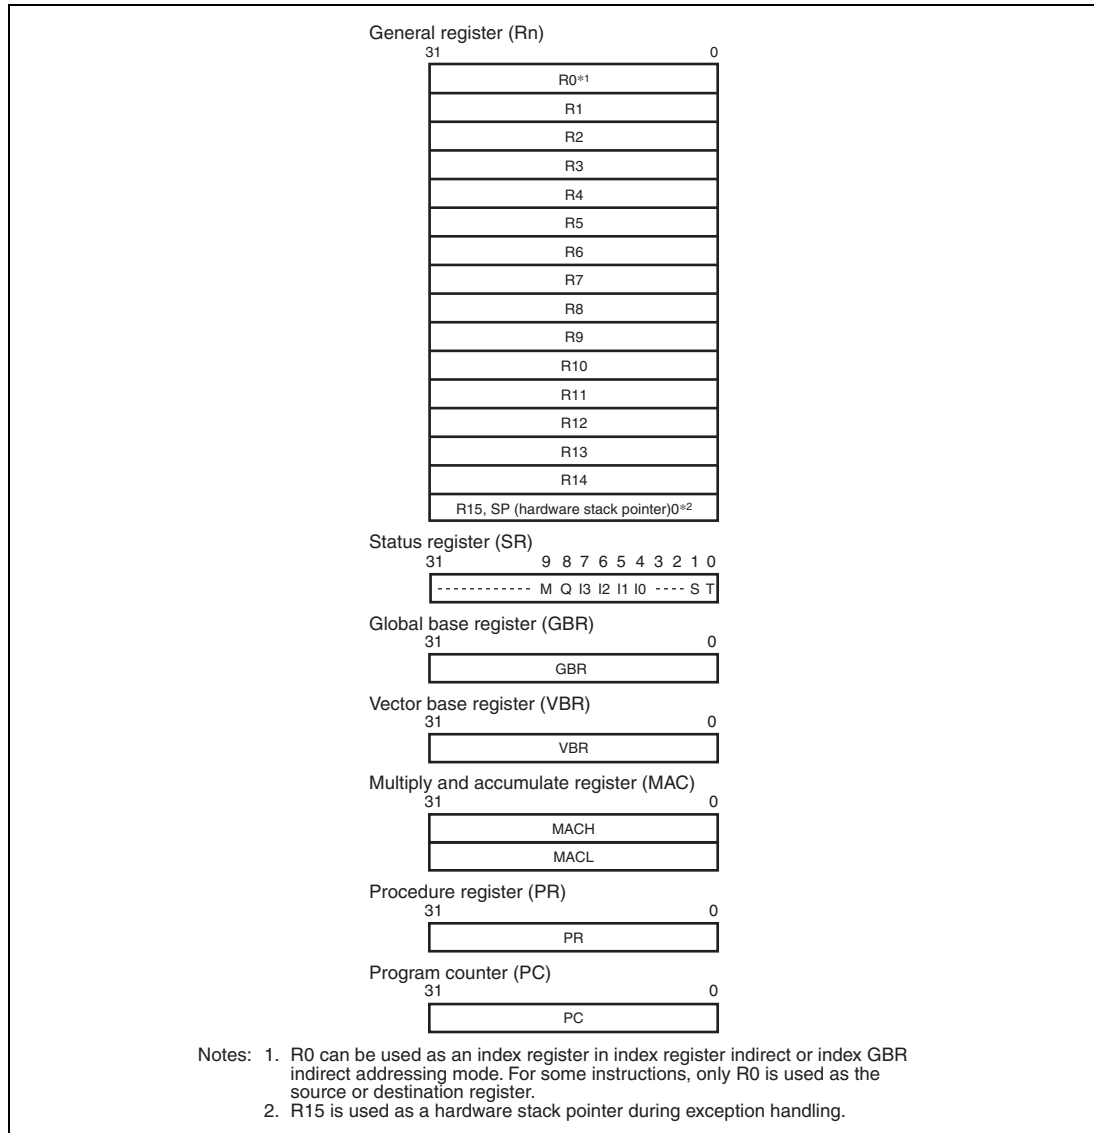 General register (Rn)
31 0
R0*1
R1
R2
R3
R4
R5
R6
R7
R8
R9
R10
R11
R12
R13
R14
R15, SP (hardware stack pointer)0*2
Status register (SR)
31 9 8 7 6 5 4 3 2 1 0
------------ M Q I3 I2 I1 I0 ---- S T
Global base register (GBR)
31 0
GBR
Vector base register (VBR)
31 0
VBR
Multiply and accumulate register (MAC)
31 0
MACH
MACL
Procedure register (PR)
31 0
PR
Program counter (PC)
31 0
PC
Notes: 1. R0 can be used as an index register in index register indirect or index GBR
indirect addressing mode. For some instructions, only R0 is used as the
source or destination register.
2. R15 is used as a hardware stack pointer during exception handling.